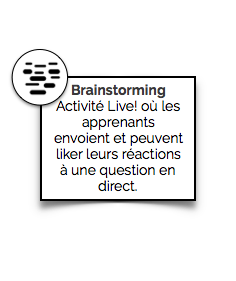 Brainstorming
Activité Live! où les
apprenants
envoient et peuvent
liker leurs réactions
à une question en
direct.